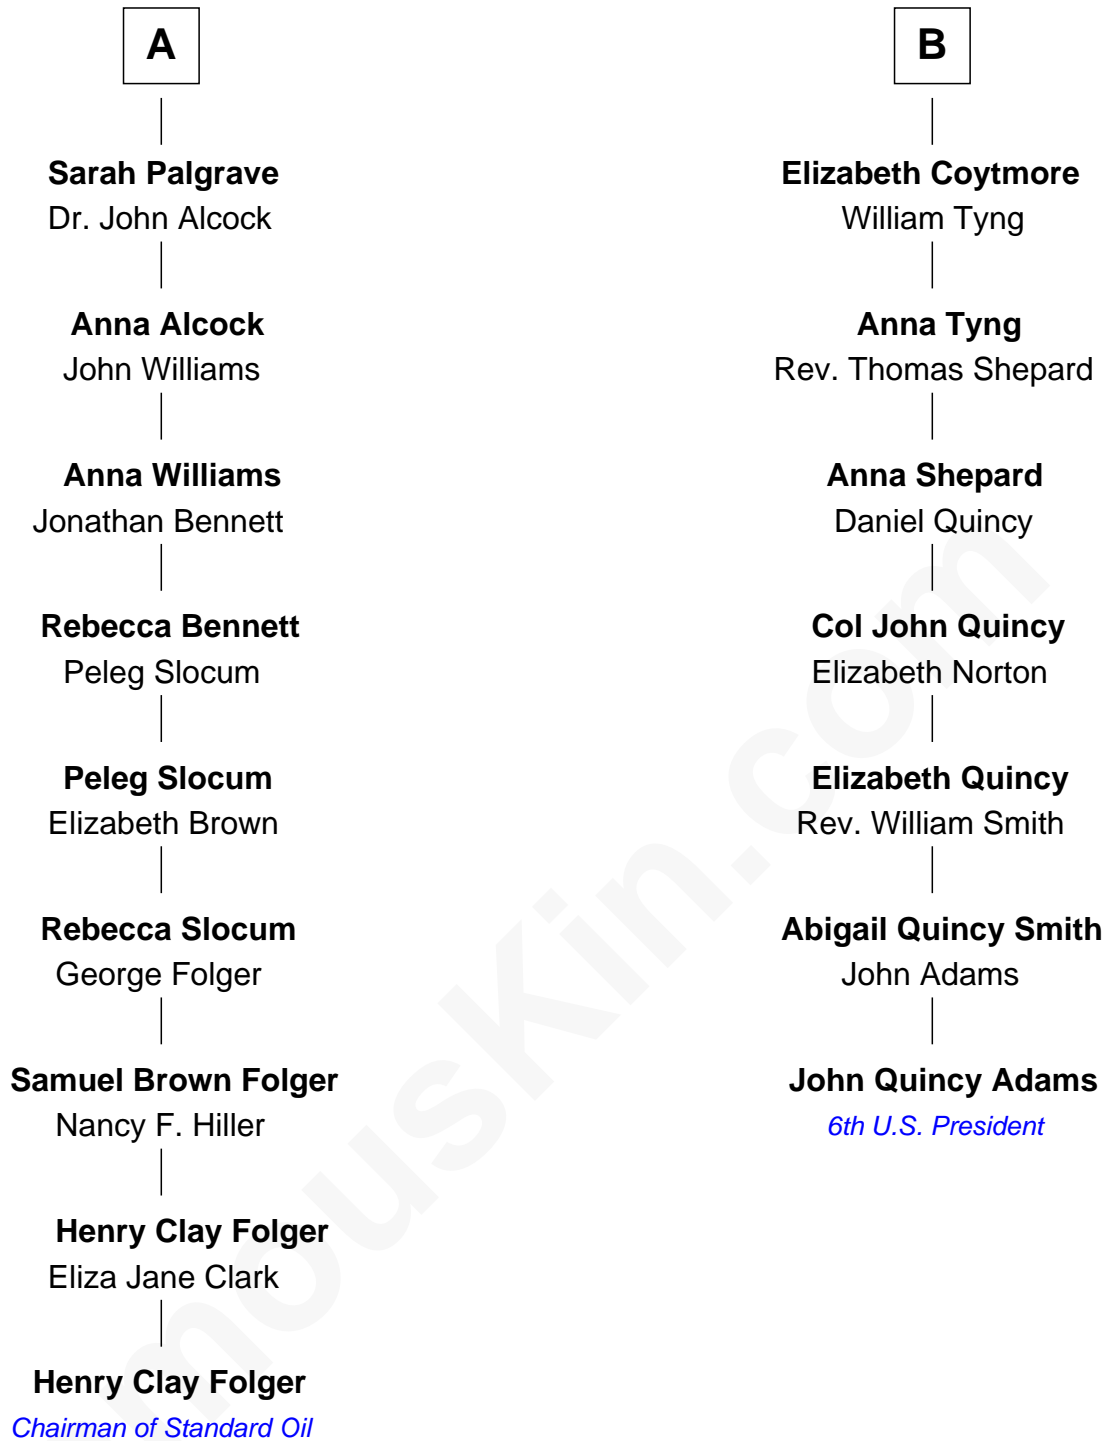 A
Sarah Palgrave
Dr. John Alcock
Anna Alcock
John Williams
Anna Williams
Jonathan Bennett
Rebecca Bennett
Peleg Slocum
Peleg Slocum
Elizabeth Brown
Rebecca Slocum
George Folger
Samuel Brown Folger
Nancy F. Hiller
Henry Clay Folger
Eliza Jane Clark
Henry Clay Folger
Chairman of Standard Oil
B
Elizabeth Coytmore
William Tyng
Anna Tyng
Rev. Thomas Shepard
Anna Shepard
Daniel Quincy
Col John Quincy
Elizabeth Norton
Elizabeth Quincy
Rev. William Smith
Abigail Quincy Smith
John Adams
John Quincy Adams
6th U.S. President
mousKin.com